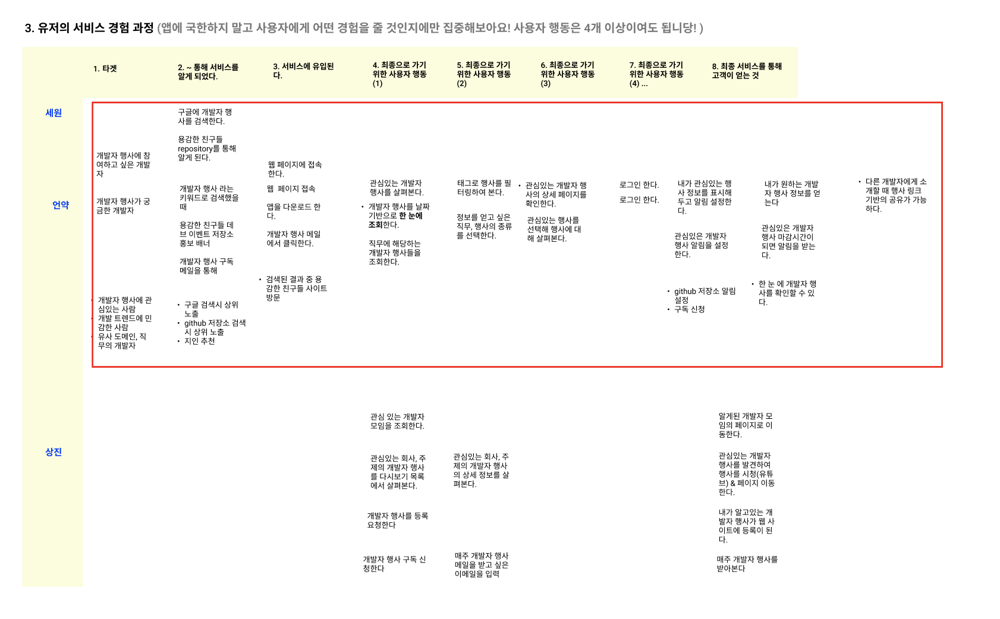 3. 유저의 서비스 경험 과정 (앱에 국한하지 말고 사용자에게 어떤 경험을 줄 것인지에만 집중해보아요! 사용자 행동은 4개 이상이여도 됩니당! )
1. 타겟
2. ~ 통해 서비스를
알게 되었다.
3. 서비스에 유입된
다.
4. 최종으로 가기
위한 사용자 행동
(1)
5. 최종으로 가기
위한 사용자 행동
(2)
6. 최종으로 가기
위한 사용자 행동
(3)
7. 최종으로 가기
위한 사용자 행동
(4) ...
8. 최종 서비스를 통해
고객이 얻는 것
세원
언약
상진
개발자 행사에 참
여하고 싶은 개발
자
개발자 행사가 궁
금한 개발자
• 개발자 행사에 관
심있는 사람
• 개발 트렌드에 민
감한 사람
• 유사 도메인, 직
무의 개발자
구글에 개발자 행
사를 검색한다.
용감한 친구들
repository를 통해
알게 된다.
개발자 행사 라는
키워드로 검색했을
때
용감한 친구들 데
브 이벤트 저장소
홍보 배너
개발자 행사 구독
메일을 통해
• 구글 검색시 상위
노출
• github 저장소 검색
시 상위 노출
• 지인 추천
웹 페이지에 접속
한다.
웹  페이지 접속
앱을 다운로드 한
다.
개발자 행사 메일
에서 클릭한다.
• 검색된 결과 중 용
감한 친구들 사이트
방문
관심있는 개발자
행사를 살펴본다.
• 개발자 행사를 날짜
기반으로 한 눈에
조회한다.
직무에 해당하는
개발자 행사들을
조회한다.
태그로 행사를 필
터링하여 본다.
정보를 얻고 싶은
직무, 행사의 종류
를 선택한다.
• 관심있는 개발자 행
사의 상세 페이지를
확인한다.
관심있는 행사를
선택해 행사에 대
해 살펴본다.
로그인 한다.
로그인 한다.
내가 관심있는 행
사 정보를 표시해
두고 알림 설정한
다.
관심있은 개발자
행사 알림을 설정
한다.
• github 저장소 알림
설정
• 구독 신청
내가 원하는 개발
자 행사 정보를 얻
는다
관심있은 개발자
행사 마감시간이
되면 알림을 받는
다.
• 한 눈 에 개발자 행
사를 확인할 수 있
다.
• 다른 개발자에게 소
개할 때 행사 링크
기반의 공유가 가능
하다.
관심 있는 개발자
모임을 조회한다.
관심있는 회사, 주
제의 개발자 행사
를 다시보기 목록
에서 살펴본다.
개발자 행사를 등록
요청한다
개발자 행사 구독 신
청한다
관심있는 회사, 주
제의 개발자 행사
의 상세 정보를 살
펴본다.
매주 개발자 행사
메일을 받고 싶은
이메일을 입력
알게된 개발자 모
임의 페이지로 이
동한다.
관심있는 개발자
행사를 발견하여
행사를 시청(유튜
브) & 페이지 이동
한다.
내가 알고있는 개
발자 행사가 웹 사
이트에 등록이 된
다.
매주 개발자 행사를
받아본다